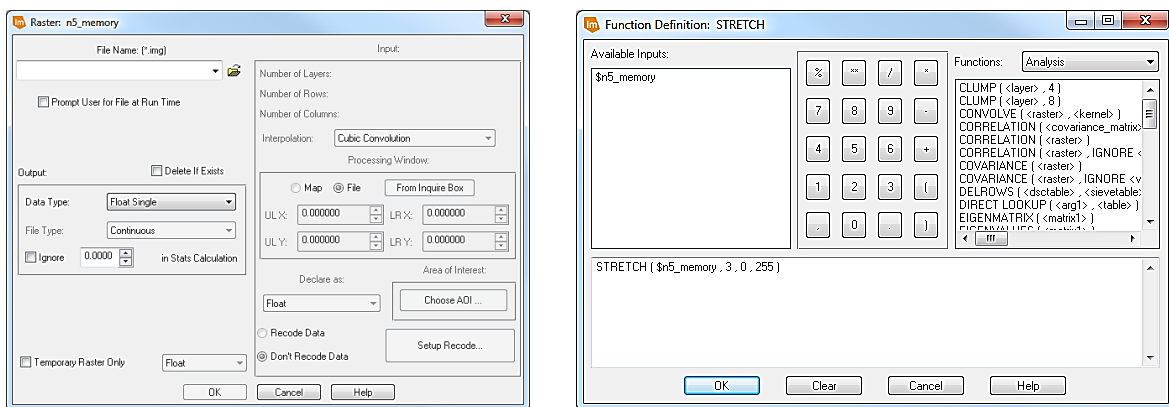 Raster: n5_memory
File Name: (*.img)
Prompt User for File at Run Time
Output:
Delete If Exists
Data Type:
Float Single
File Type:
Continuous
Ignore
0.0000
in Stats Calculation
Temporary Raster Only
Float
Input:
Number of Layers:
Number of Rows:
Number of Columns:
Interpolation:
Cubic Convolution
Processing Window:
Map
File
From Inquire Box
UL X:
0.000000
LR X:
0.000000
UL Y:
0.000000
LR Y:
0.000000
Declare as:
Float
Area of Interest:
Choose AOI ...
Recode Data
Don't Recode Data
Setup Recode...
OK
Cancel
Help
Function Definition: STRETCH
Available Inputs:
$n5_memory
%
**
/
*
7
8
9
-
4
5
6
+
1
2
3
(
,
0
.
)
Functions:
Analysis
CLUMP ( <layer> , 4 )
CLUMP ( <layer> , 8 )
CONVOLVE ( <raster> , <kernel> )
CORRELATION ( <covariance_matrix>
CORRELATION ( <raster> )
CORRELATION ( <raster> , IGNORE <
COVARIANCE ( <raster> )
COVARIANCE ( <raster> , IGNORE <v
DELROWS ( <dsctable> , <sievetable>
DIRECT LOOKUP ( <arg1> , <table> )
EIGENMATRIX ( <matrix1> )
EIGENVALUES ( <matrix1> )
STRETCH ( $n5_memory , 3 , 0 , 255 )
OK
Clear
Cancel
Help